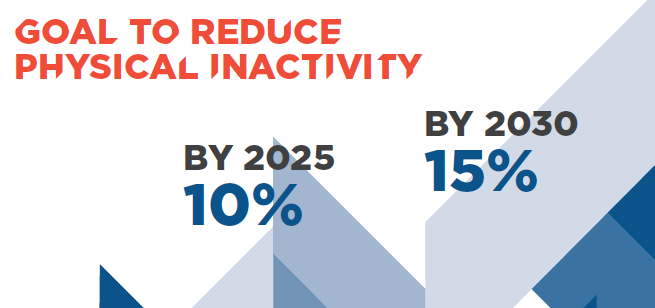 GOAL TO REDUCE
PHYSICAL INACTIVITY
BY 2025
10%
BY 2030
15%